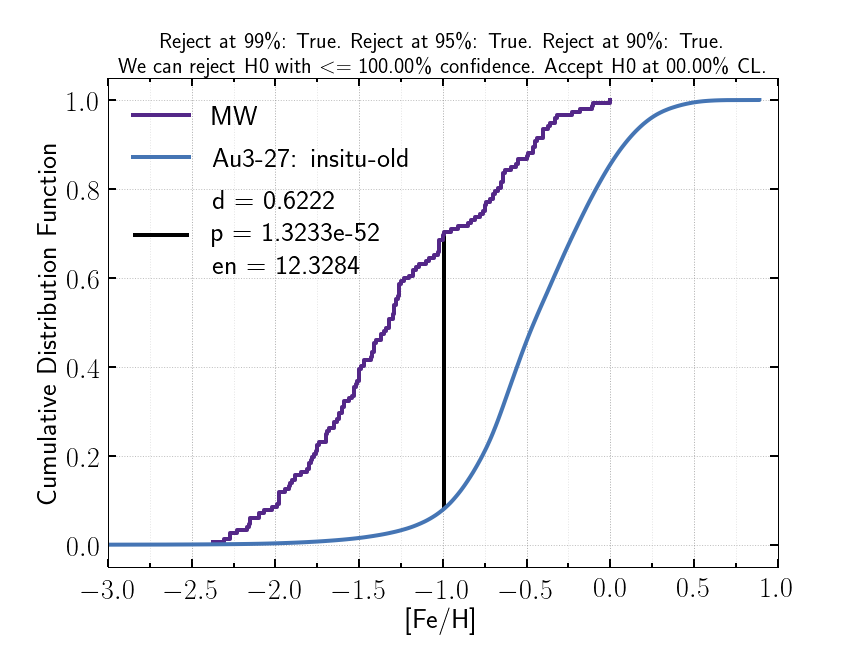 Reject at 99%: True. Reject at 95%: True. Reject at 90%: True.
We can reject H0 with <= 100.00% confidence. Accept H0 at 00.00% CL.
MW
Au3-27: insitu-old
d = 0.6222
p = 1.3233e-52
en = 12.3284
Cumulative Distribution Function
1.0
0.8
0.6
0.4
0.2
0.0
−3.0 −2.5 −2.0 −1.5 −1.0 −0.5 0.0 0.5 1.0
[Fe/H]